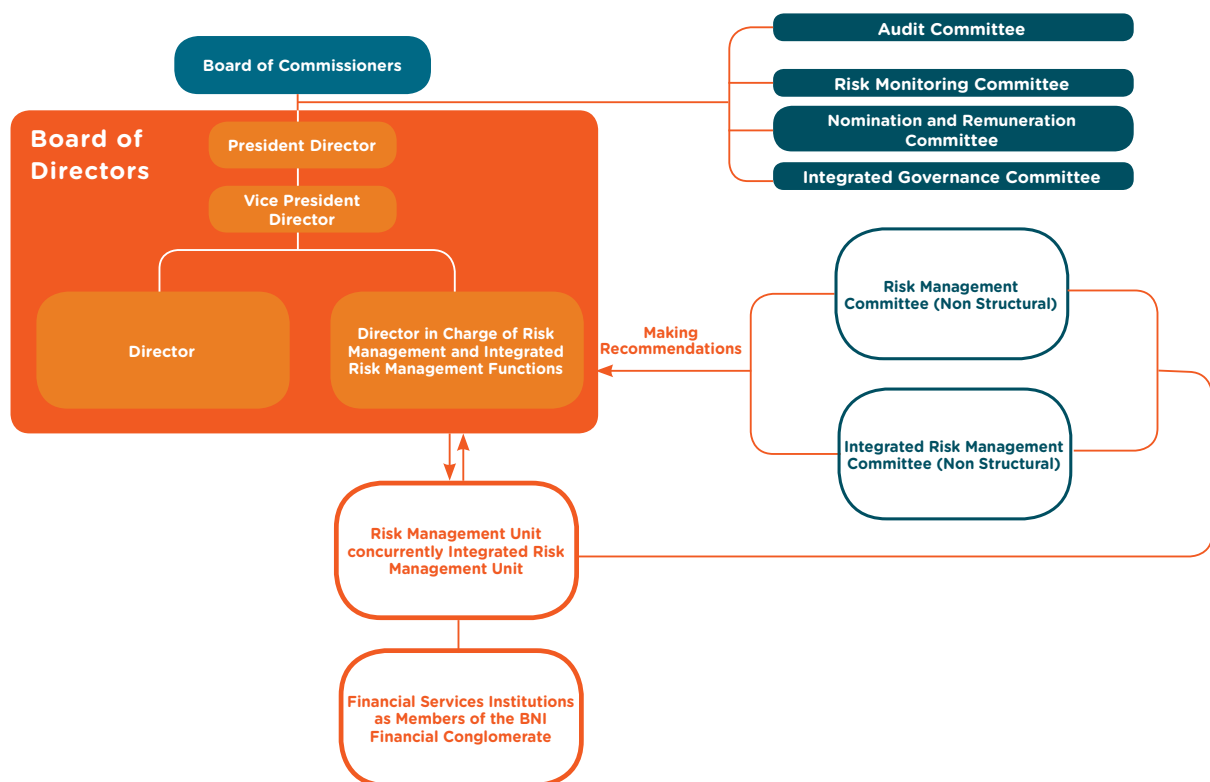 Board of Commissioners
Audit Committee
Risk Monitoring Committee
Nomination and Remuneration
Committee
Integrated Governance Committee
Board of
Directors
President Director
Vice President
Director
Director
Director in Charge of Risk
Management and Integrated
Risk Management Functions
Making
Recommendations
Risk Management
Committee (Non Structural)
Integrated Risk Management
Committee (Non Structural)
Risk Management Unit
concurrently Integrated Risk
Management Unit
Financial Services Institutions
as Members of the BNI
Financial Conglomerate